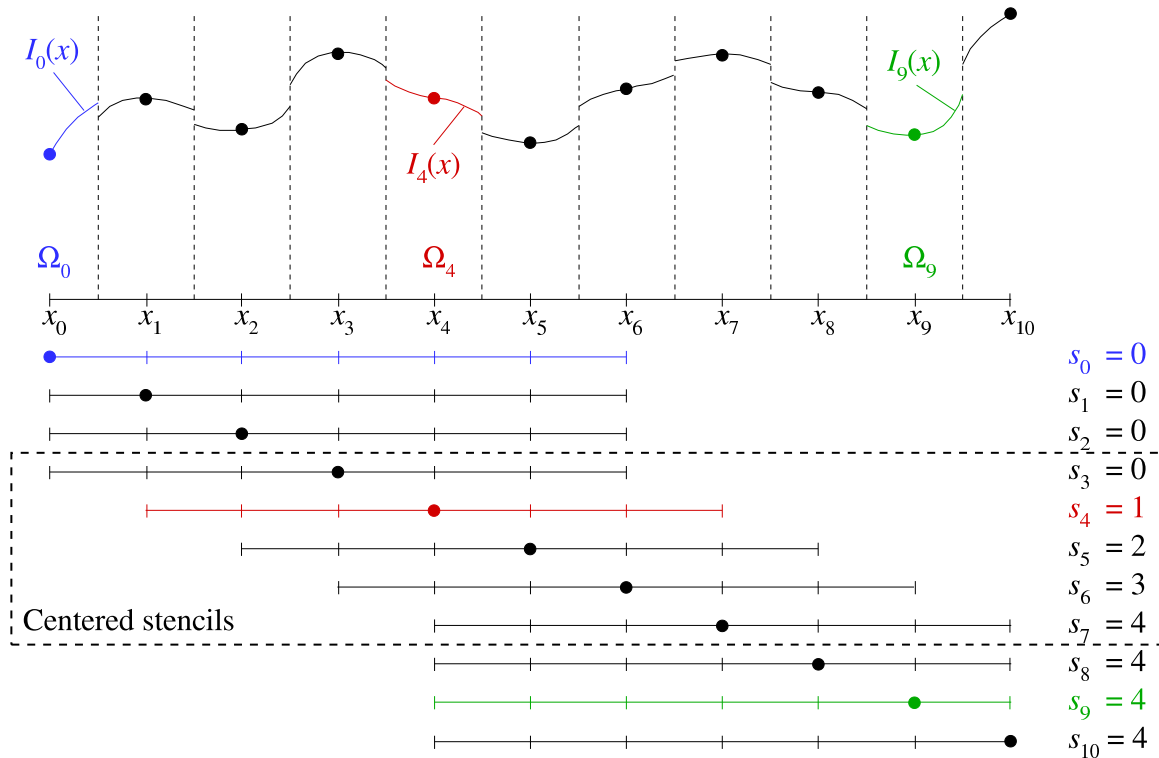 I₀(x)
I₉(x)
I₄(x)
Ω₀ Ω₄ Ω₉
x₀ x₁ x₂ x₃ x₄ x₅ x₆ x₇ x₈ x₉ x₁₀
s₀ = 0
s₁ = 0
s₂ = 0
s₃ = 0
s₄ = 1
s₅ = 2
s₆ = 3
Centered stencils
s₇ = 4
s₈ = 4
s₉ = 4
s₁₀ = 4